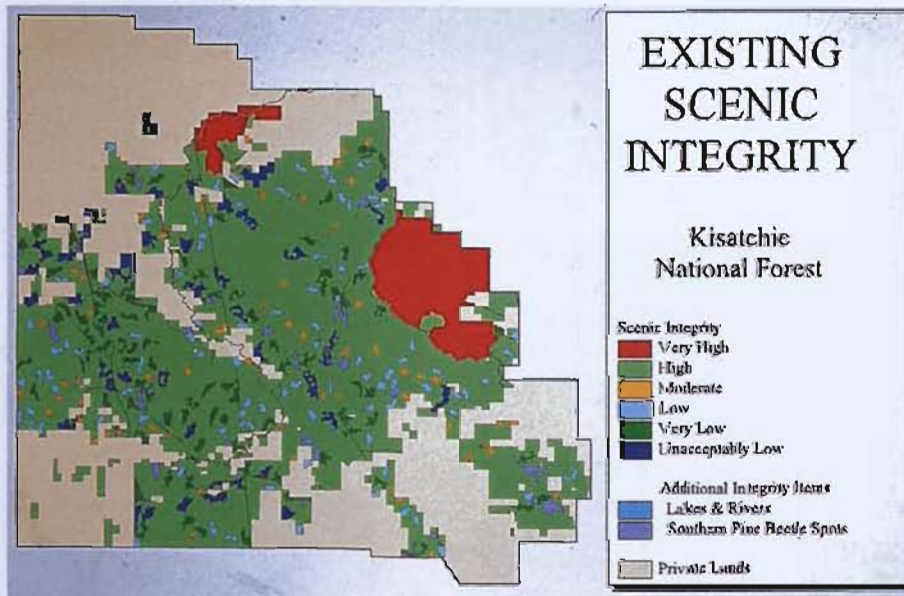 EXISTING
SCENIC
INTEGRITY
Kisatchie
National Forest
Scenic Integrity
Very High
High
Moderate
Low
Very Low
Unacceptably Low
Additional Integrity Items
Lakes & Rivers
Southern Pine Beetle Spots
Private Lands